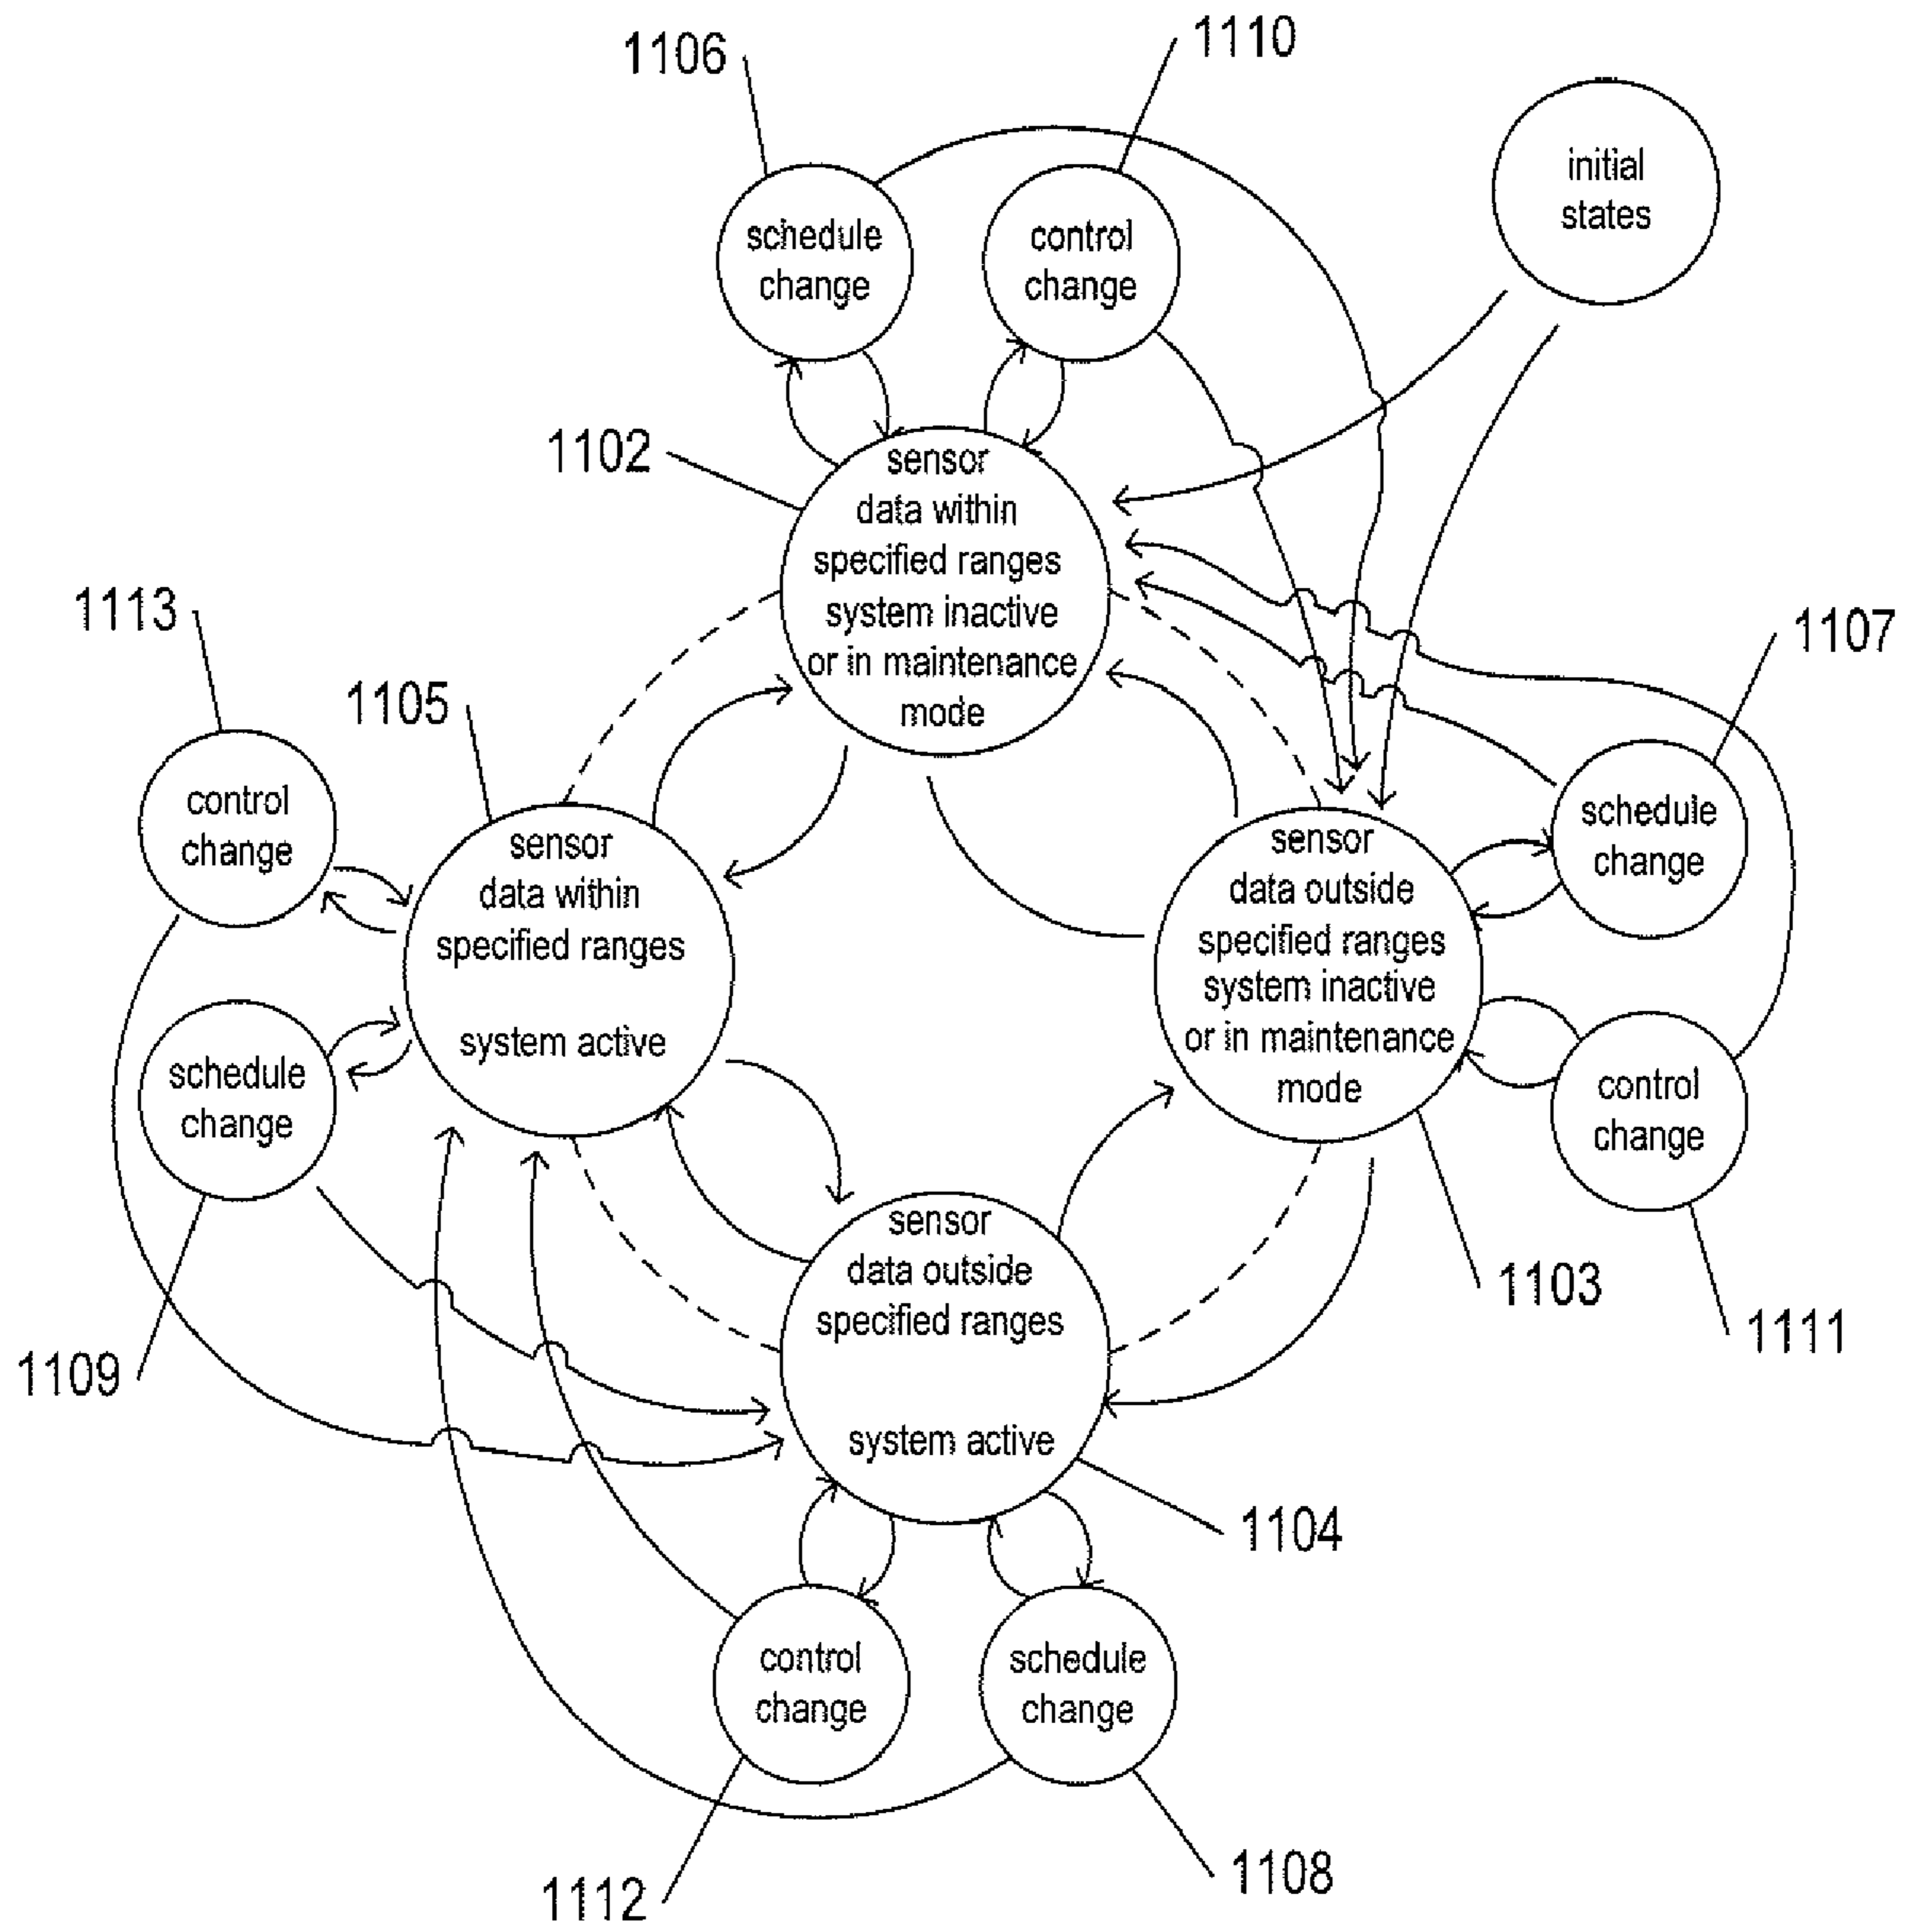 1106
1110
initial
states
schedule
change
control
change
1102
sensor
data within
specified ranges
system inactive
or in maintenance
mode
1113
1105
1107
control
change
sensor
data within
specified ranges
system active
sensor
data outside
specified ranges
system inactive
or in maintenance
mode
schedule
change
schedule
change
control
change
1109
sensor
data outside
specified ranges
system active
1103
1111
1104
control
change
schedule
change
1112
1108